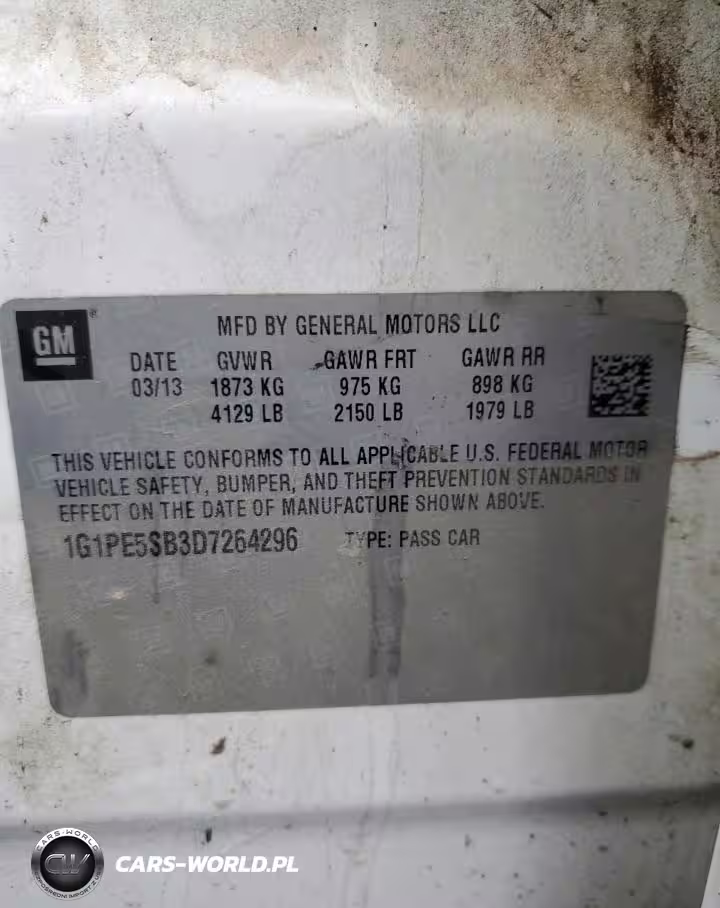 GM
®
MFD BY GENERAL MOTORS LLC
DATE GVWR GAWR FRT GAWR RR
03/13 1873 KG 975 KG 898 KG
4129 LB 2150 LB 1979 LB
THIS VEHICLE CONFORMS TO ALL APPLICABLE U.S. FEDERAL MOTOR
VEHICLE SAFETY, BUMPER, AND THEFT PREVENTION STANDARDS IN
EFFECT ON THE DATE OF MANUFACTURE SHOWN ABOVE.
1G1PE5SB3D7264296 TYPE: PASS CAR
CARS-WORLD
CW
CARS-WORLD.PL